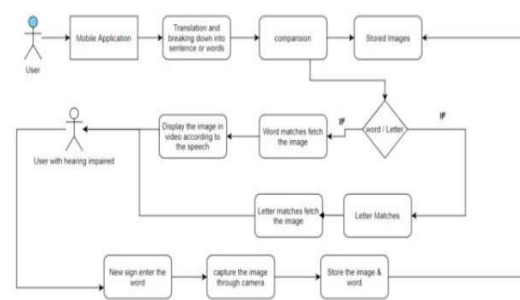 Mobile Application
Translation and
breaking down into
sentence or words
comparision
Stored Images
User
word / Letter
IF
IF
Word matches fetch
the image
Display the image in
video according to
the speech
User with hearing impaired
Letter matches fetch
the image
Letter Matches
New sign enter the
word
capture the image
through camera
Store the image &
word